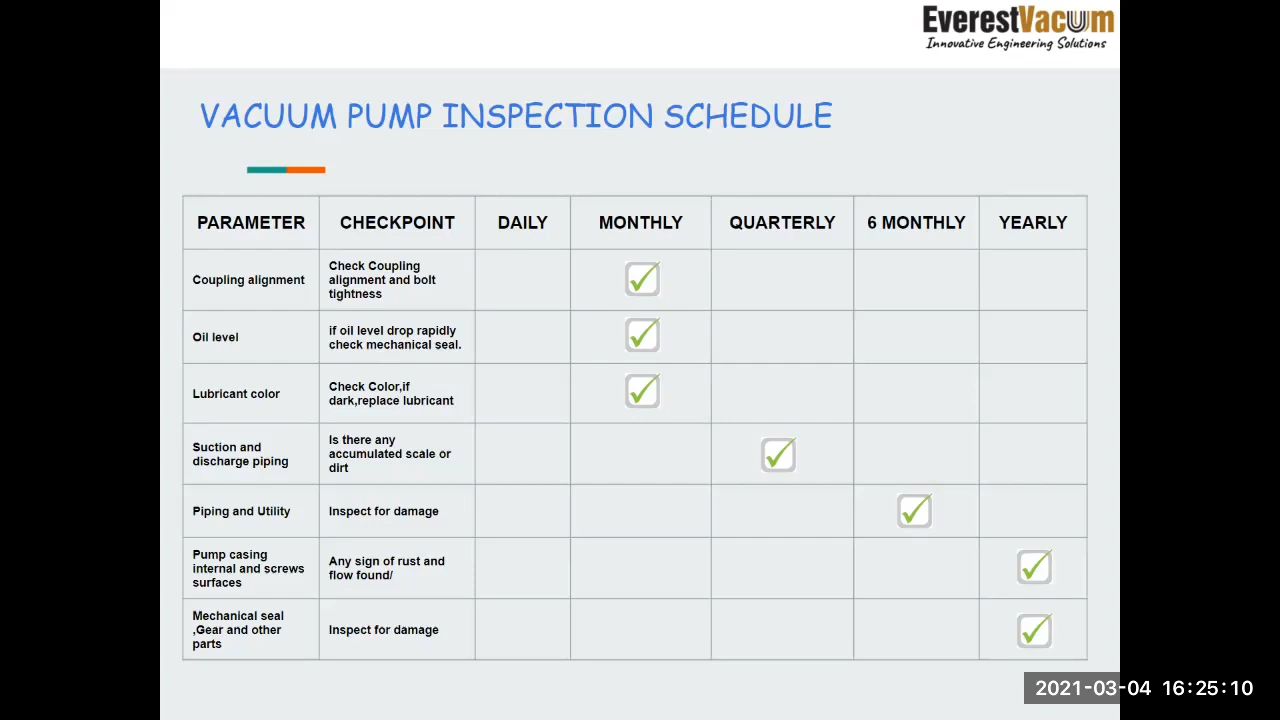 EverestVacuum
Innovative Engineering Solutions
VACUUM PUMP INSPECTION SCHEDULE
PARAMETER CHECKPOINT DAILY MONTHLY QUARTERLY 6 MONTHLY YEARLY
Coupling alignment
Check Coupling
alignment and bolt
tightness
Oil level
if oil level drop rapidly
check mechanical seal.
Lubricant color
Check Color,if
dark,replace lubricant
Suction and
discharge piping
Is there any
accumulated scale or
dirt
Piping and Utility
Inspect for damage
Pump casing
internal and screws
surfaces
Any sign of rust and
flow found/
Mechanical seal
,Gear and other
parts
Inspect for damage
2021-03-04 16:25:10